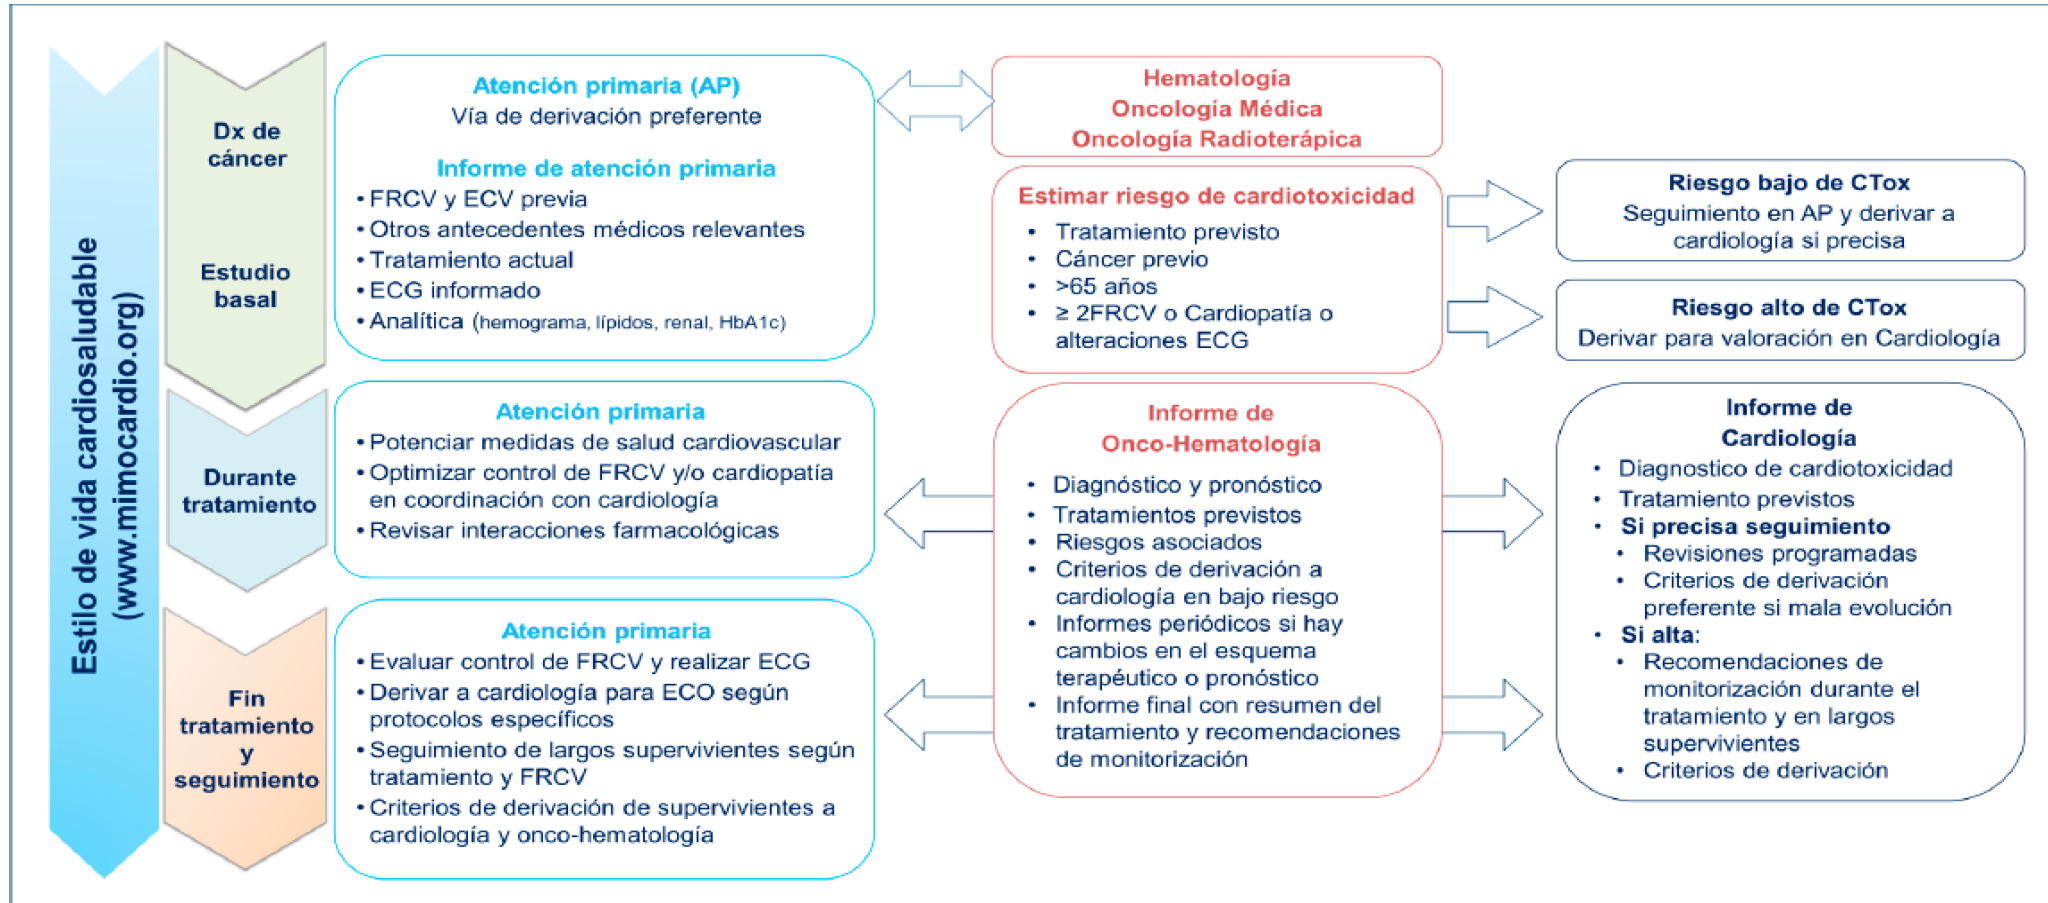 Estilo de vida cardiosaludable
(www.mimocardio.org)
Dx de
cáncer
Estudio
basal
Atención primaria (AP)
Vía de derivación preferente
Informe de atención primaria
• FRCV y ECV previa
• Otros antecedentes médicos relevantes
• Tratamiento actual
• ECG informado
• Analítica (hemograma, lípidos, renal, HbA1c)
Hematología
Oncología Médica
Oncología Radioterápica
Estimar riesgo de cardiotoxicidad
• Tratamiento previsto
• Cáncer previo
• >65 años
• ≥ 2FRCV o Cardiopatía o
alteraciones ECG
Riesgo bajo de CTox
Seguimiento en AP y derivar a
cardiología si precisa
Riesgo alto de CTox
Derivar para valoración en Cardiología
Durante
tratamiento
Atención primaria
• Potenciar medidas de salud cardiovascular
• Optimizar control de FRCV y/o cardiopatía
en coordinación con cardiología
• Revisar interacciones farmacológicas
Informe de
Onco-Hematología
• Diagnóstico y pronóstico
• Tratamientos previstos
• Riesgos asociados
• Criterios de derivación a
cardiología en bajo riesgo
• Informes periódicos si hay
cambios en el esquema
terapéutico o pronóstico
• Informe final con resumen del
tratamiento y recomendaciones
de monitorización
Informe de
Cardiología
• Diagnostico de cardiotoxicidad
• Tratamiento previstos
• Si precisa seguimiento
• Revisiones programadas
• Criterios de derivación
preferente si mala evolución
• Si alta:
• Recomendaciones de
monitorización durante el
tratamiento y en largos
supervivientes
• Criterios de derivación
Fin
tratamiento
y
seguimiento
Atención primaria
• Evaluar control de FRCV y realizar ECG
• Derivar a cardiología para ECO según
protocolos específicos
• Seguimiento de largos supervivientes según
tratamiento y FRCV
• Criterios de derivación de supervivientes a
cardiología y onco-hematología